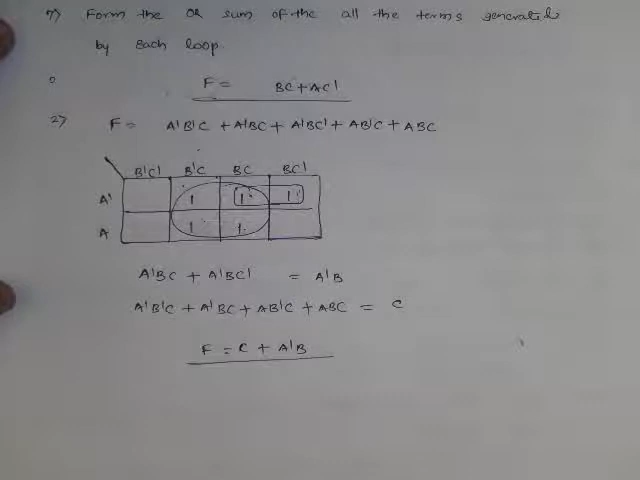 7) Form the OR sum of the all the terms generated
by each loop.
F = BC + AC'
2) F = A'B'C + A'BC + A'BC' + AB'C + ABC
B'C' B'C BC BC'
A' 1 1 1
A 1 1
A'BC + A'BC' = A'B
A'B'C + A'BC + AB'C + ABC = C
F = C + A'B